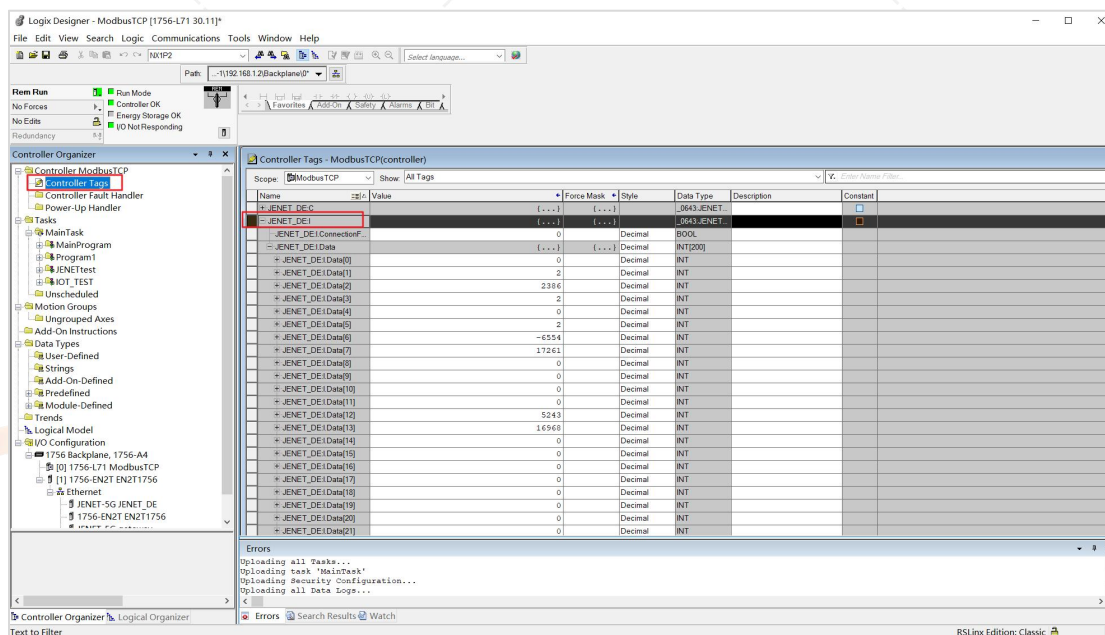 Logix Designer - ModbusTCP [1756-L71 30.11]*
File Edit View Search Logic Communications Tools Window Help
NX1P2
Select language...
Path: ...-1\192.168.1.2\Backplane\0*
Rem Run
Run Mode
No Forces
Controller OK
Energy Storage OK
No Edits
I/O Not Responding
Redundancy
REM
Favorites Add-On Safety Alarms Bit
Controller Organizer
Controller ModbusTCP
Controller Tags
Controller Fault Handler
Power-Up Handler
Tasks
MainTask
MainProgram
Program1
JENETtest
IOT_TEST
Unscheduled
Motion Groups
Ungrouped Axes
Add-On Instructions
Data Types
User-Defined
Strings
Add-On-Defined
Predefined
Module-Defined
Trends
Logical Model
I/O Configuration
1756 Backplane, 1756-A4
[0] 1756-L71 ModbusTCP
[1] 1756-EN2T EN2T1756
Ethernet
JENET-5G JENET_DE
1756-EN2T EN2T1756
Controller Organizer Logical Organizer
Controller Tags - ModbusTCP(controller)
Scope: ModbusTCP Show: All Tags Enter Name Filter...
Name Value Force Mask Style Data Type Description Constant
JENET_DE:C {...} {...} _0643:JENET...
JENET_DE:I {...} {...} _0643:JENET...
JENET_DE:I.ConnectionF... 0 Decimal BOOL
JENET_DE:I.Data {...} {...} Decimal INT[200]
JENET_DE:I.Data[0] 0 Decimal INT
JENET_DE:I.Data[1] 2 Decimal INT
JENET_DE:I.Data[2] 2386 Decimal INT
JENET_DE:I.Data[3] 2 Decimal INT
JENET_DE:I.Data[4] 0 Decimal INT
JENET_DE:I.Data[5] 2 Decimal INT
JENET_DE:I.Data[6] -6554 Decimal INT
JENET_DE:I.Data[7] 17261 Decimal INT
JENET_DE:I.Data[8] 0 Decimal INT
JENET_DE:I.Data[9] 0 Decimal INT
JENET_DE:I.Data[10] 0 Decimal INT
JENET_DE:I.Data[11] 0 Decimal INT
JENET_DE:I.Data[12] 5243 Decimal INT
JENET_DE:I.Data[13] 16968 Decimal INT
JENET_DE:I.Data[14] 0 Decimal INT
JENET_DE:I.Data[15] 0 Decimal INT
JENET_DE:I.Data[16] 0 Decimal INT
JENET_DE:I.Data[17] 0 Decimal INT
JENET_DE:I.Data[18] 0 Decimal INT
JENET_DE:I.Data[19] 0 Decimal INT
JENET_DE:I.Data[20] 0 Decimal INT
JENET_DE:I.Data[21] 0 Decimal INT
Errors
Uploading all Tasks...
Uploading task 'MainTask'
Uploading Security Configuration...
Uploading all Data Logs...
Errors Search Results Watch
Text to Filter
RSLinx Edition: Classic